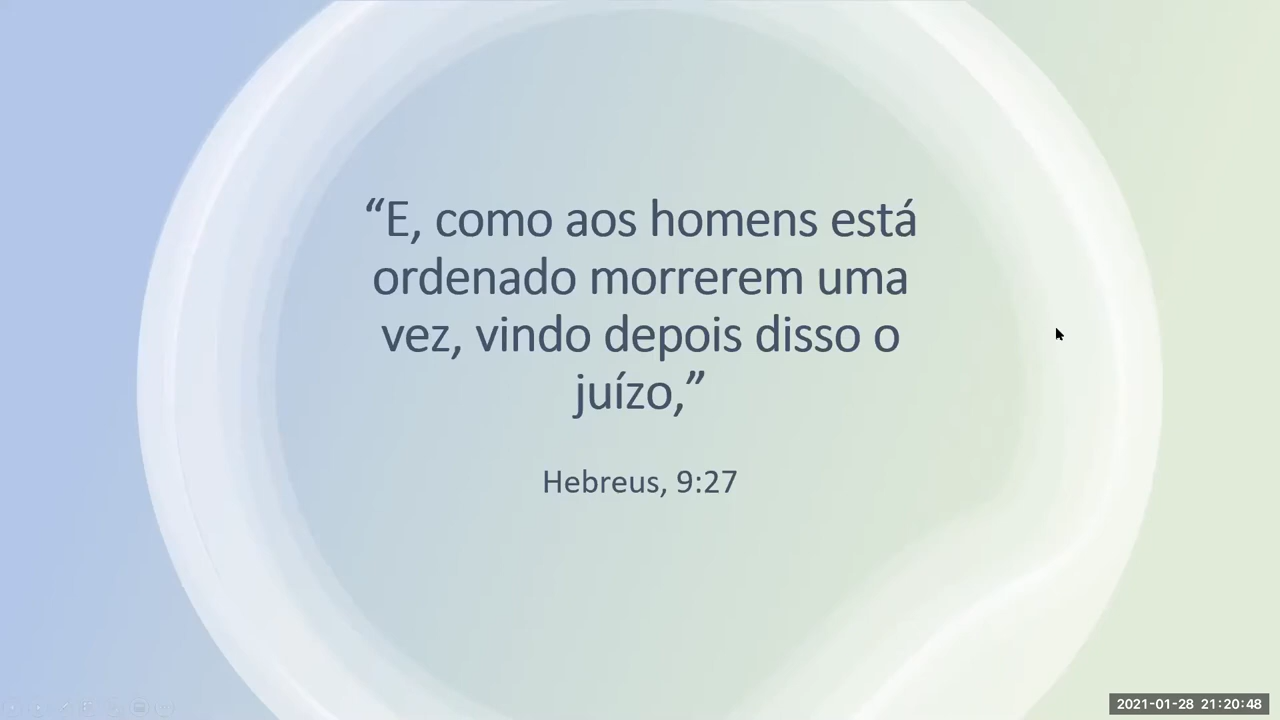 “E, como aos homens está
ordenado morrerem uma
vez, vindo depois disso o
juízo,”
Hebreus, 9:27
2021-01-28 21:20:48